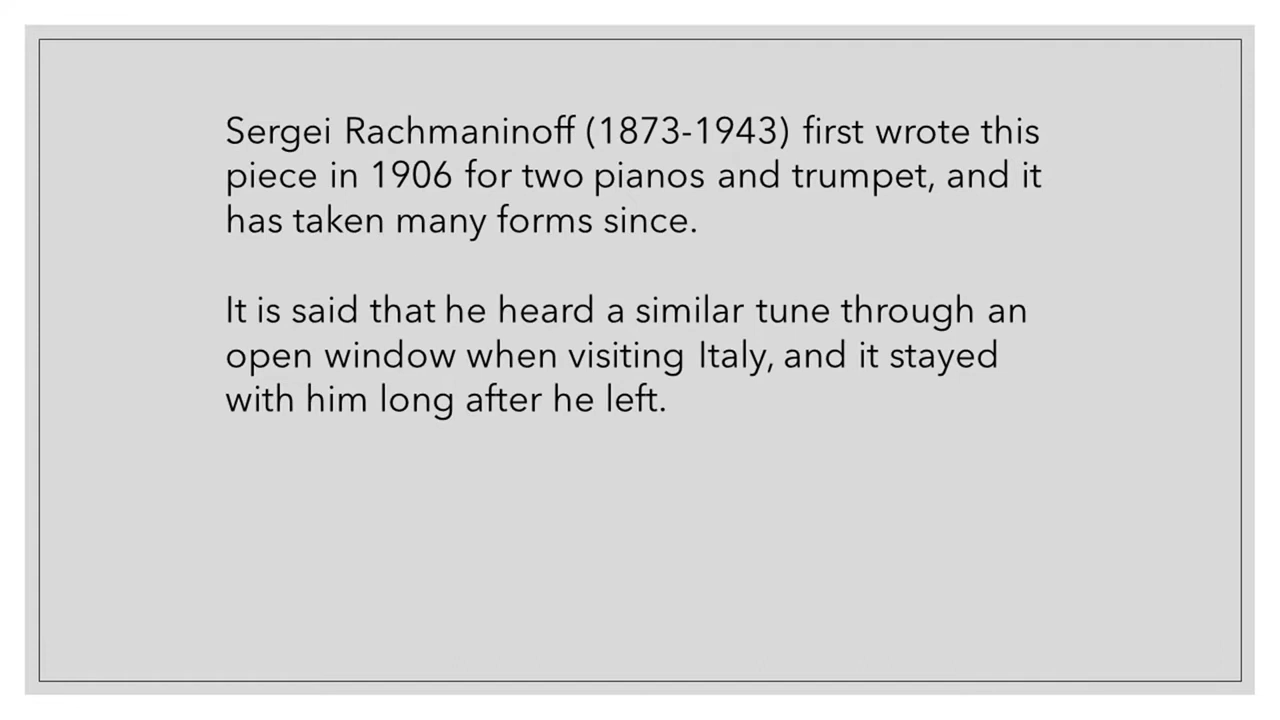 Sergei Rachmaninoff (1873-1943) first wrote this
piece in 1906 for two pianos and trumpet, and it
has taken many forms since.
It is said that he heard a similar tune through an
open window when visiting Italy, and it stayed
with him long after he left.